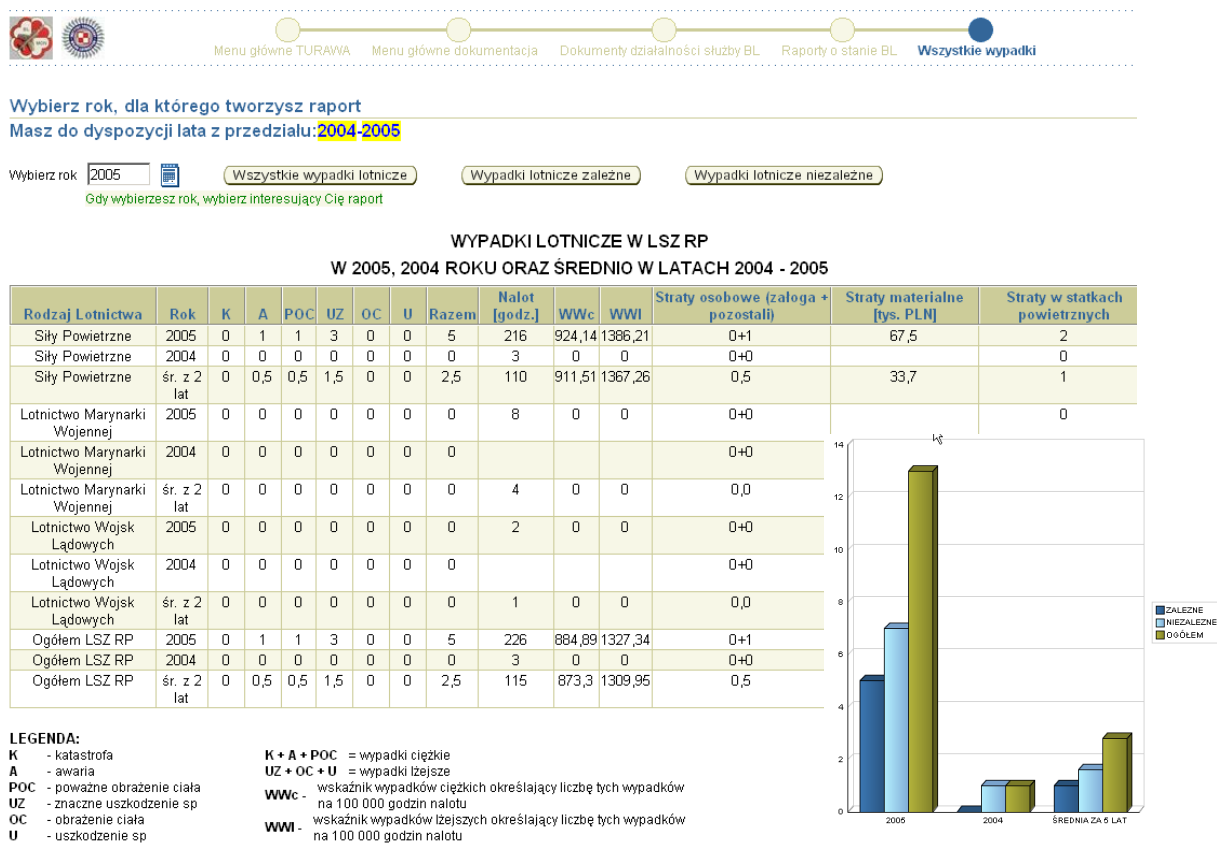 Menu główne TURAWA Menu główne dokumentacja Dokumenty działalności służby BL Raporty o stanie BL Wszystkie wypadki
Wybierz rok, dla którego tworzysz raport
Masz do dyspozycji lata z przedziału:2004-2005
Wybierz rok 2005 Wszystkie wypadki lotnicze Wypadki lotnicze zależne Wypadki lotnicze niezależne
Gdy wybierzesz rok, wybierz interesujący Cię raport
WYPADKI LOTNICZE W LSZ RP
W 2005, 2004 ROKU ORAZ ŚREDNIO W LATACH 2004 - 2005
Rodzaj Lotnictwa Rok K A POC UZ OC U Razem Nalot [godz.] WWc WWl Straty osobowe (załoga + pozostali) Straty materialne [tys. PLN] Straty w statkach powietrznych
Siły Powietrzne 2005 0 1 1 3 0 0 5 216 924,14 1386,21 0+1 67,5 2
Siły Powietrzne 2004 0 0 0 0 0 0 0 3 0 0 0+0 0
Siły Powietrzne śr. z 2 lat 0 0,5 0,5 1,5 0 0 2,5 110 911,51 1367,26 0,5 33,7 1
Lotnictwo Marynarki Wojennej 2005 0 0 0 0 0 0 0 8 0 0 0+0 0
Lotnictwo Marynarki Wojennej 2004 0 0 0 0 0 0 0 0+0
Lotnictwo Marynarki Wojennej śr. z 2 lat 0 0 0 0 0 0 0 4 0 0 0,0
Lotnictwo Wojsk Lądowych 2005 0 0 0 0 0 0 0 2 0 0 0+0
Lotnictwo Wojsk Lądowych 2004 0 0 0 0 0 0 0 0+0
Lotnictwo Wojsk Lądowych śr. z 2 lat 0 0 0 0 0 0 0 1 0 0 0,0
Ogółem LSZ RP 2005 0 1 1 3 0 0 5 226 884,89 1327,34 0+1
Ogółem LSZ RP 2004 0 0 0 0 0 0 0 3 0 0 0+0
Ogółem LSZ RP śr. z 2 lat 0 0,5 0,5 1,5 0 0 2,5 115 873,3 1309,95 0,5
14
12
10
8
6
4
2
0
2005 2004 ŚREDNIA ZA 5 LAT
ZALEZNE
NIEZALEZNE
OGÓŁEM
LEGENDA:
K - katastrofa
A - awaria
POC - poważne obrażenie ciała
UZ - znaczne uszkodzenie sp
OC - obrażenie ciała
U - uszkodzenie sp
K + A + POC = wypadki ciężkie
UZ + OC + U = wypadki lżejsze
WWc - wskaźnik wypadków ciężkich określający liczbę tych wypadków
na 100 000 godzin nalotu
WWl - wskaźnik wypadków lżejszych określający liczbę tych wypadków
na 100 000 godzin nalotu